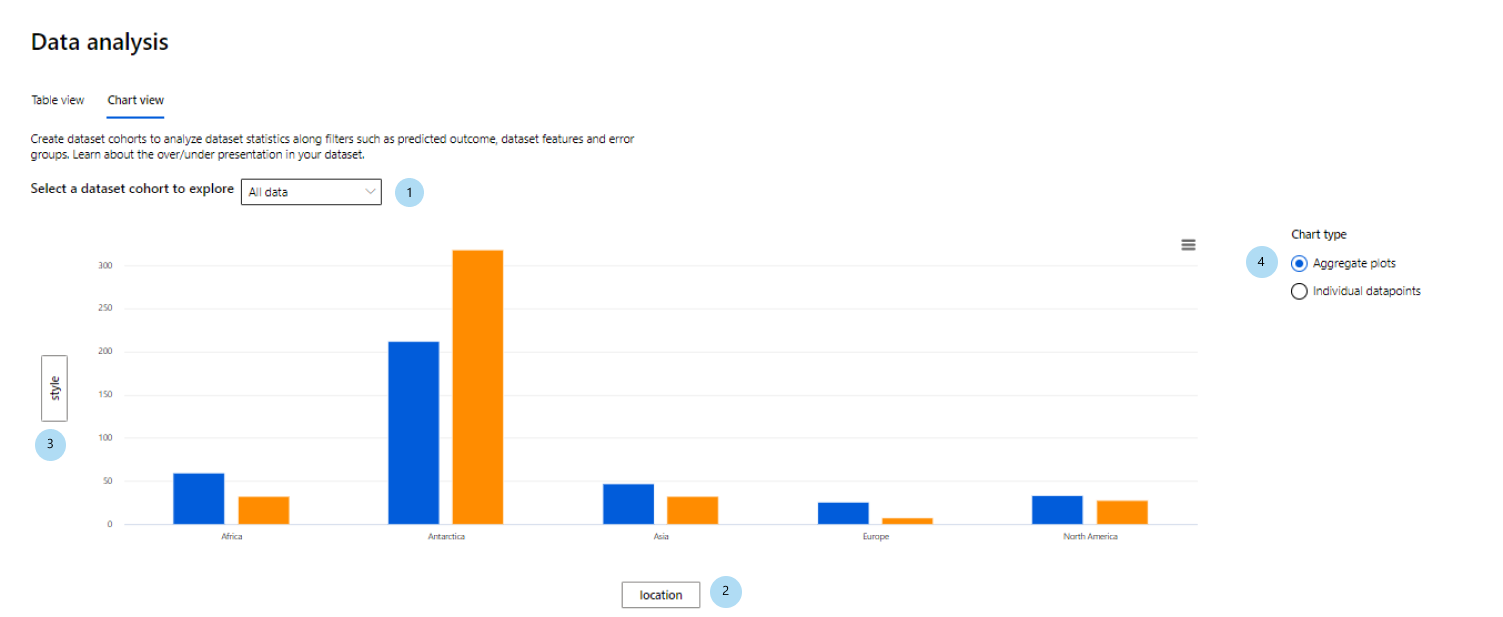 Data analysis
Table view Chart view
Create dataset cohorts to analyze dataset statistics along filters such as predicted outcome, dataset features and error
groups. Learn about the over/under presentation in your dataset.
Select a dataset cohort to explore All data 1
Chart type
4 Aggregate plots
Individual datapoints
300
250
200
150
100
50
0
style
3
Africa Antarctica Asia Europe North America
location 2